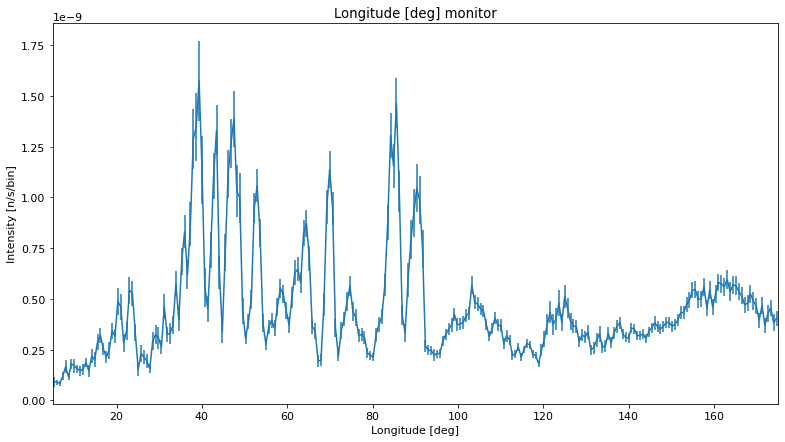 Longitude [deg] monitor
1e−9
1.75
1.50
1.25
1.00
0.75
0.50
0.25
0.00
Intensity [n/s/bin]
20 40 60 80 100 120 140 160
Longitude [deg]